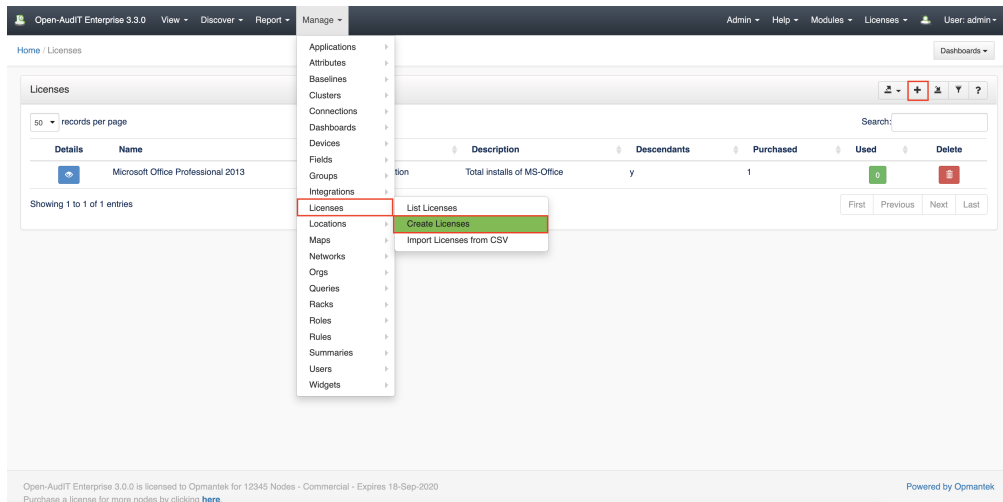 Open-AudIT Enterprise 3.3.0 View Discover Report Manage Admin Help Modules Licenses User: admin
Home / Licenses Dashboards
Licenses
50 records per page Search:
Details Name Description Descendants Purchased Used Delete
Microsoft Office Professional 2013 tion Total installs of MS-Office y 1 0
Showing 1 to 1 of 1 entries First Previous Next Last
Applications
Attributes
Baselines
Clusters
Connections
Dashboards
Devices
Fields
Groups
Integrations
Licenses
Locations
Maps
Networks
Orgs
Queries
Racks
Roles
Rules
Summaries
Users
Widgets
List Licenses
Create Licenses
Import Licenses from CSV
Open-AudIT Enterprise 3.0.0 is licensed to Opmantek for 12345 Nodes - Commercial - Expires 18-Sep-2020 Powered by Opmantek
Purchase a license for more nodes by clicking here.